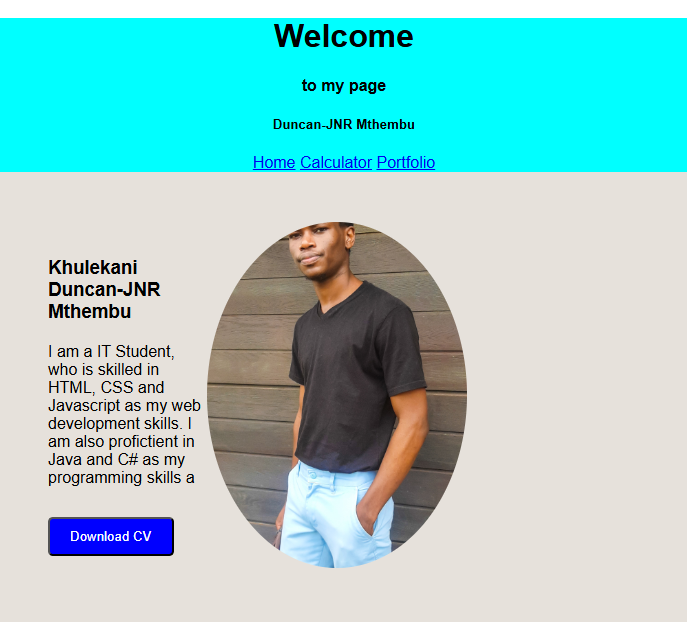 Welcome
to my page
Duncan-JNR Mthembu
Home Calculator Portfolio
Khulekani
Duncan-JNR
Mthembu
I am a IT Student,
who is skilled in
HTML, CSS and
Javascript as my web
development skills. I
am also profictient in
Java and C# as my
programming skills a
Download CV